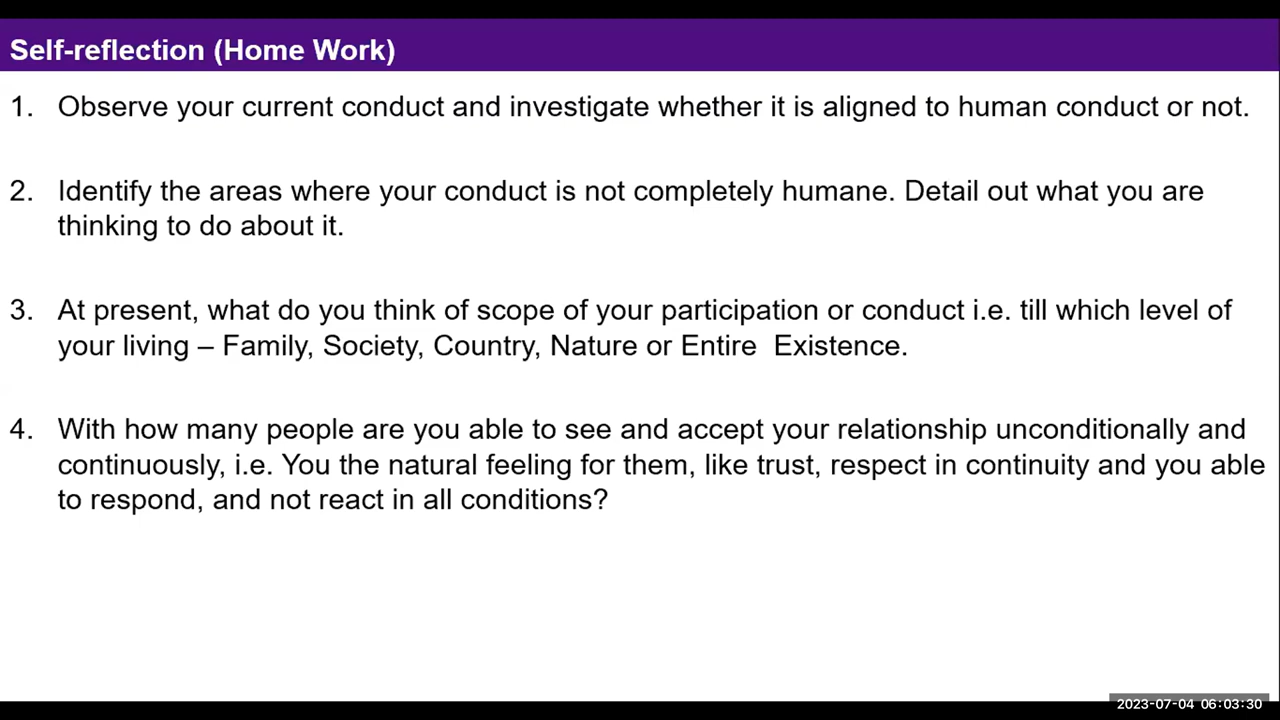 Self-reflection (Home Work)
1. Observe your current conduct and investigate whether it is aligned to human conduct or not.
2. Identify the areas where your conduct is not completely humane. Detail out what you are
thinking to do about it.
3. At present, what do you think of scope of your participation or conduct i.e. till which level of
your living – Family, Society, Country, Nature or Entire  Existence.
4. With how many people are you able to see and accept your relationship unconditionally and
continuously, i.e. You the natural feeling for them, like trust, respect in continuity and you able
to respond, and not react in all conditions?
2023-07-04 06:03:30